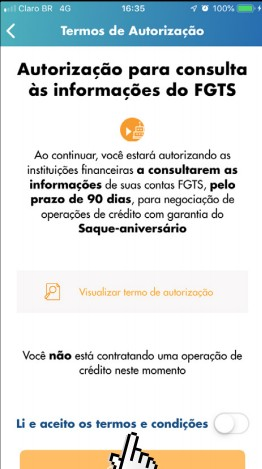 Claro BR 4G 16:35 100%
Termos de Autorização
Autorização para consulta
às informações do FGTS
Ao continuar, você estará autorizando as
instituições financeiras a consultarem as
informações de suas contas FGTS, pelo
prazo de 90 dias, para negociação de
operações de crédito com garantia do
Saque-aniversário
Visualizar termo de autorização
Você não está contratando uma operação de
crédito neste momento
Li e aceito os termos e condições